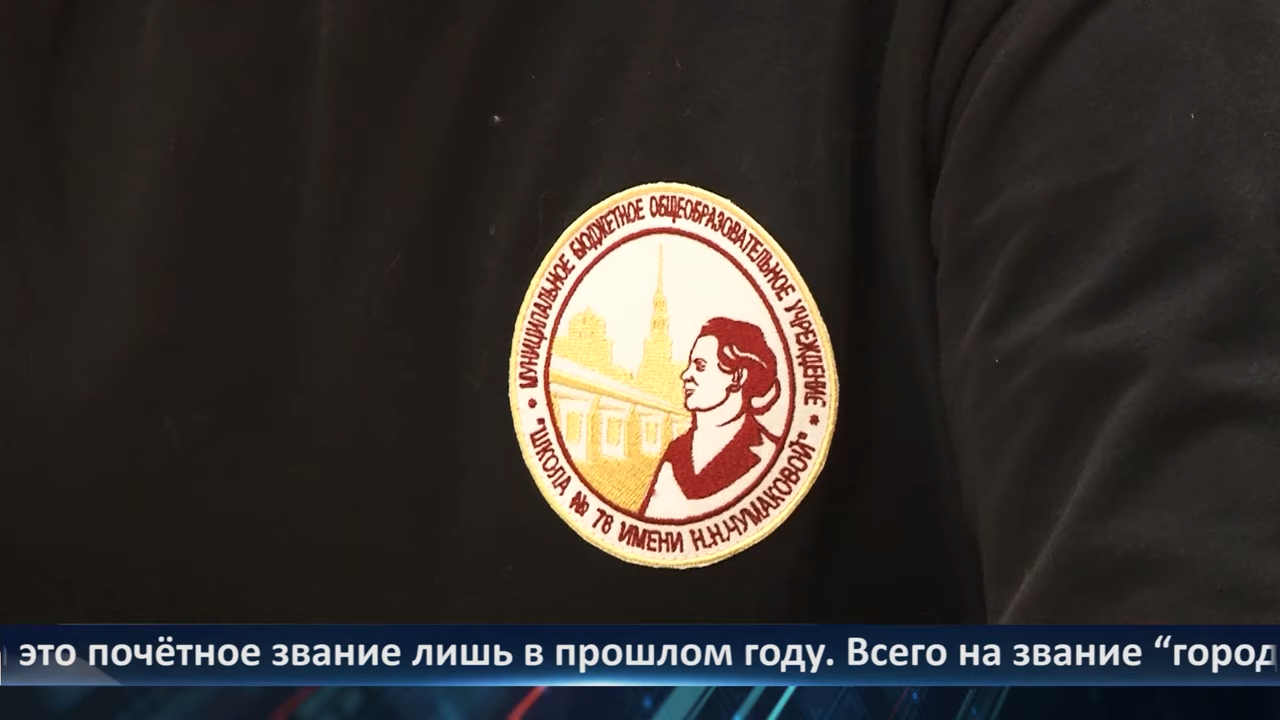 МУНИЦИПАЛЬНОЕ БЮДЖЕТНОЕ ОБЩЕОБРАЗОВАТЕЛЬНОЕ УЧРЕЖДЕНИЕ
"ШКОЛА № 78 ИМЕНИ Н.Н.ЧУМАКОВОЙ"
это почётное звание лишь в прошлом году. Всего на звание “город